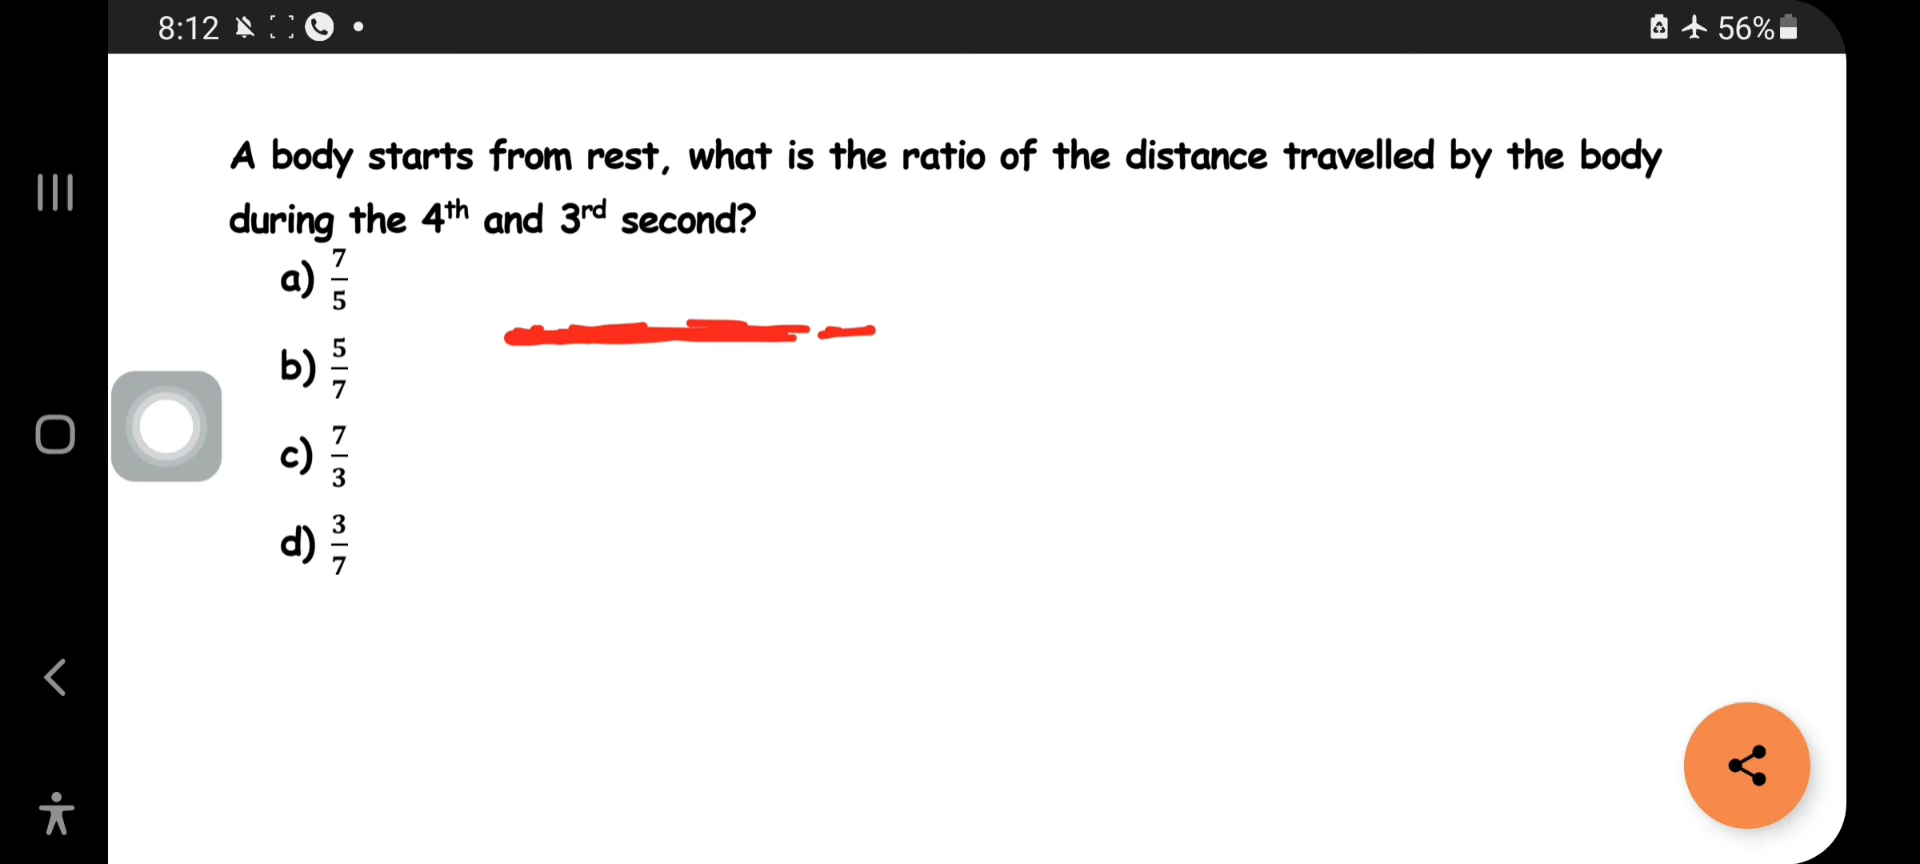 8:12 56%
A body starts from rest, what is the ratio of the distance travelled by the body
during the 4th and 3rd second?
a) 7/5
b) 5/7
c) 7/3
d) 3/7